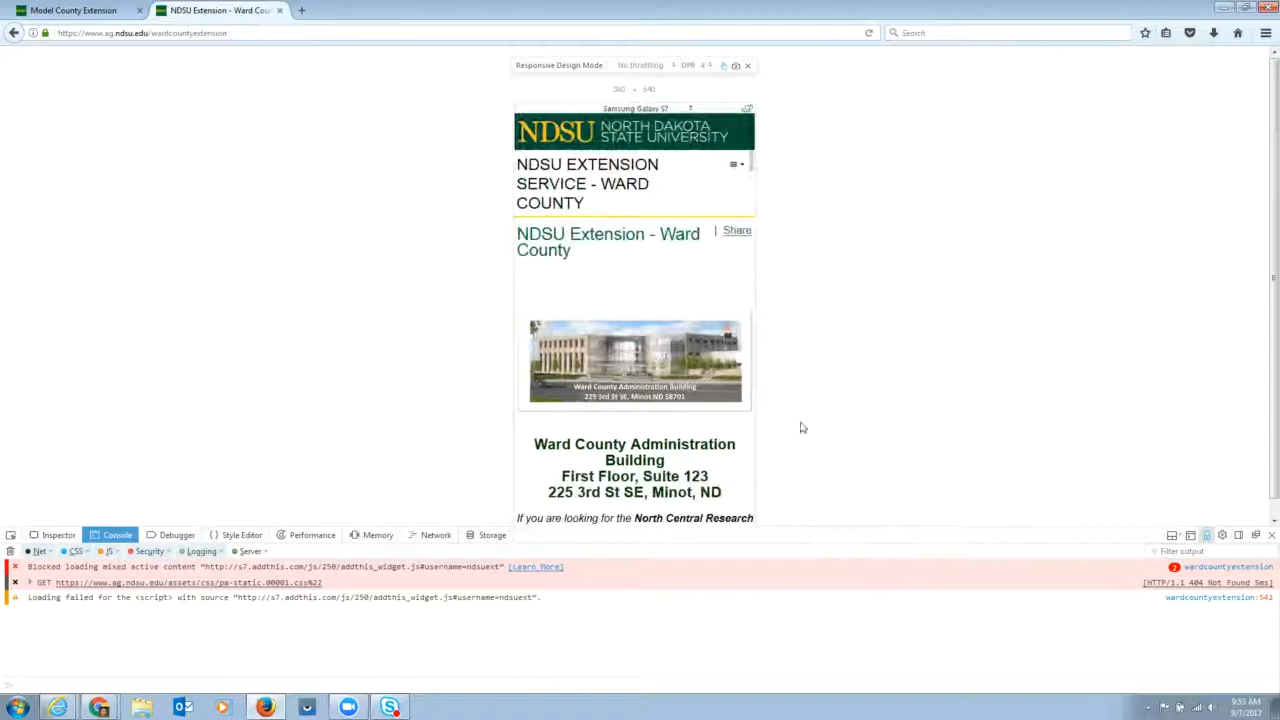 Model County Extension
NDSU Extension - Ward Cou
https://www.ag.ndsu.edu/wardcountyextension
Search
Responsive Design Mode No throttling DPR
360 × 640
Samsung Galaxy S7
NDSU NORTH DAKOTA
STATE UNIVERSITY
NDSU EXTENSION
SERVICE - WARD
COUNTY
NDSU Extension - Ward
County
| Share
Ward County Administration Building
225 3rd St SE, Minot ND 58701
Ward County Administration
Building
First Floor, Suite 123
225 3rd St SE, Minot, ND
If you are looking for the North Central Research
Inspector Console Debugger Style Editor Performance Memory Network Storage
Net CSS JS Security Logging Server
Filter output
Blocked loading mixed active content "http://s7.addthis.com/js/250/addthis_widget.js#username=ndsuext" [Learn More]
2 wardcountyextension
GET https://www.ag.ndsu.edu/assets/css/pa-static.00001.css%22
[HTTP/1.1 404 Not Found 5ms]
Loading failed for the <script> with source "http://s7.addthis.com/js/250/addthis_widget.js#username=ndsuext".
wardcountyextension:542
9:53 AM
9/7/2017